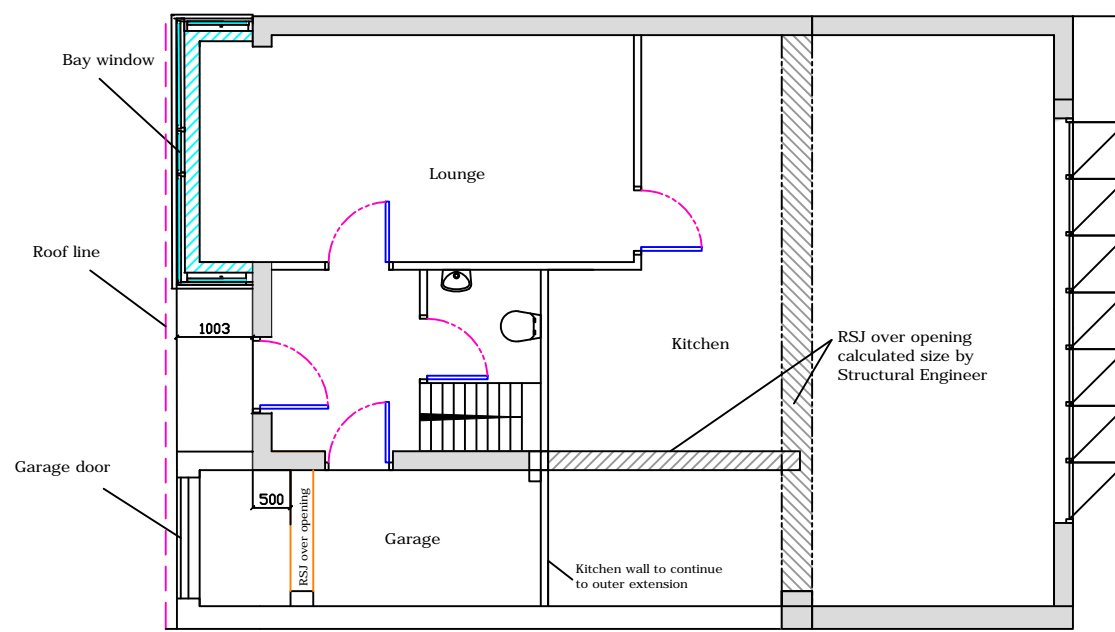 Bay window
Lounge
Roof line
1003
Kitchen
RSJ over opening
calculated size by
Structural Engineer
Garage door
500
RSJ over opening
Garage
Kitchen wall to continue
to outer extension